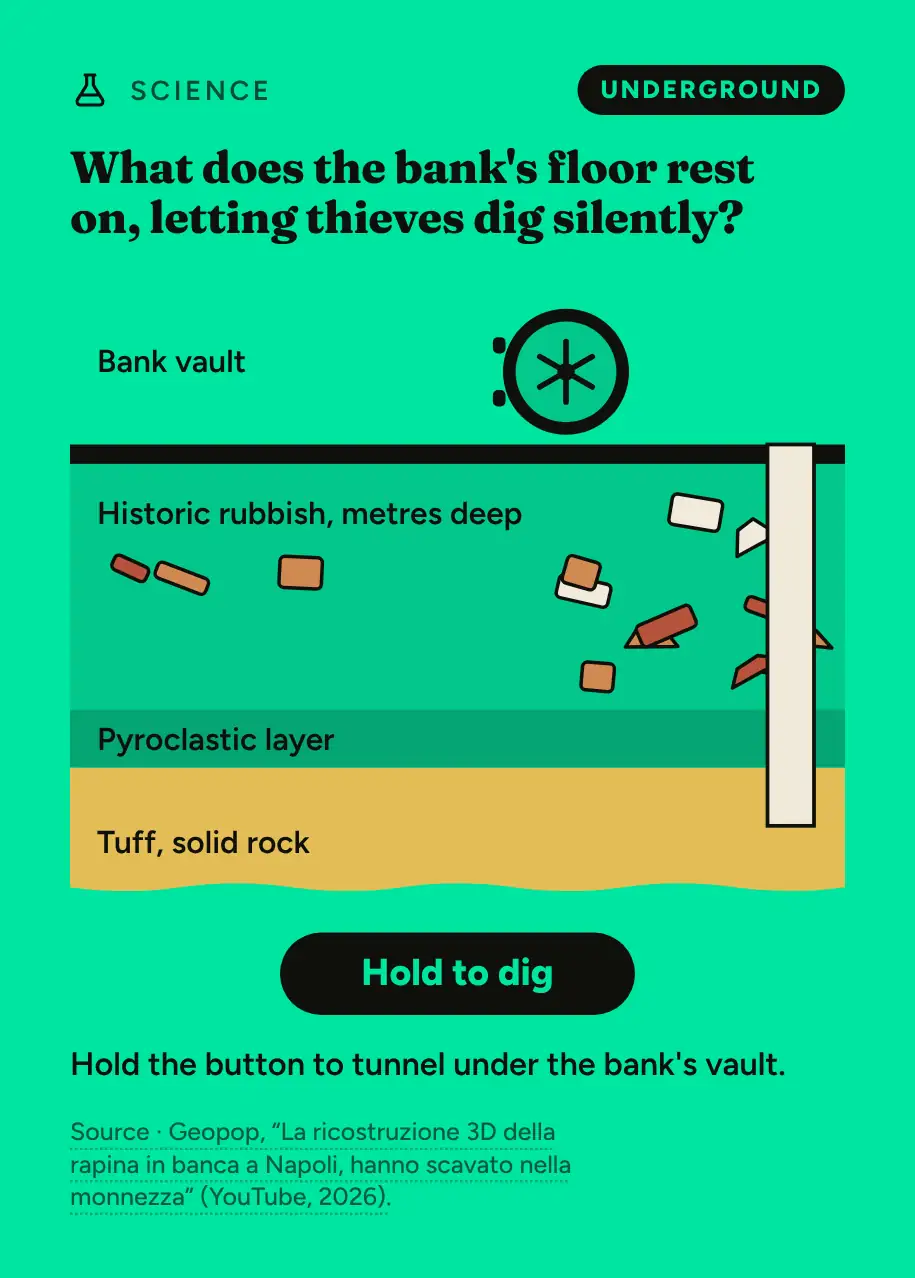 SCIENCE
UNDERGROUND
What does the bank's floor rest
on, letting thieves dig silently?
Bank vault
Historic rubbish, metres deep
Pyroclastic layer
Tuff, solid rock
Hold to dig
Hold the button to tunnel under the bank's vault.
Source · Geopop, “La ricostruzione 3D della
rapina in banca a Napoli, hanno scavato nella
monnezza” (YouTube, 2026).